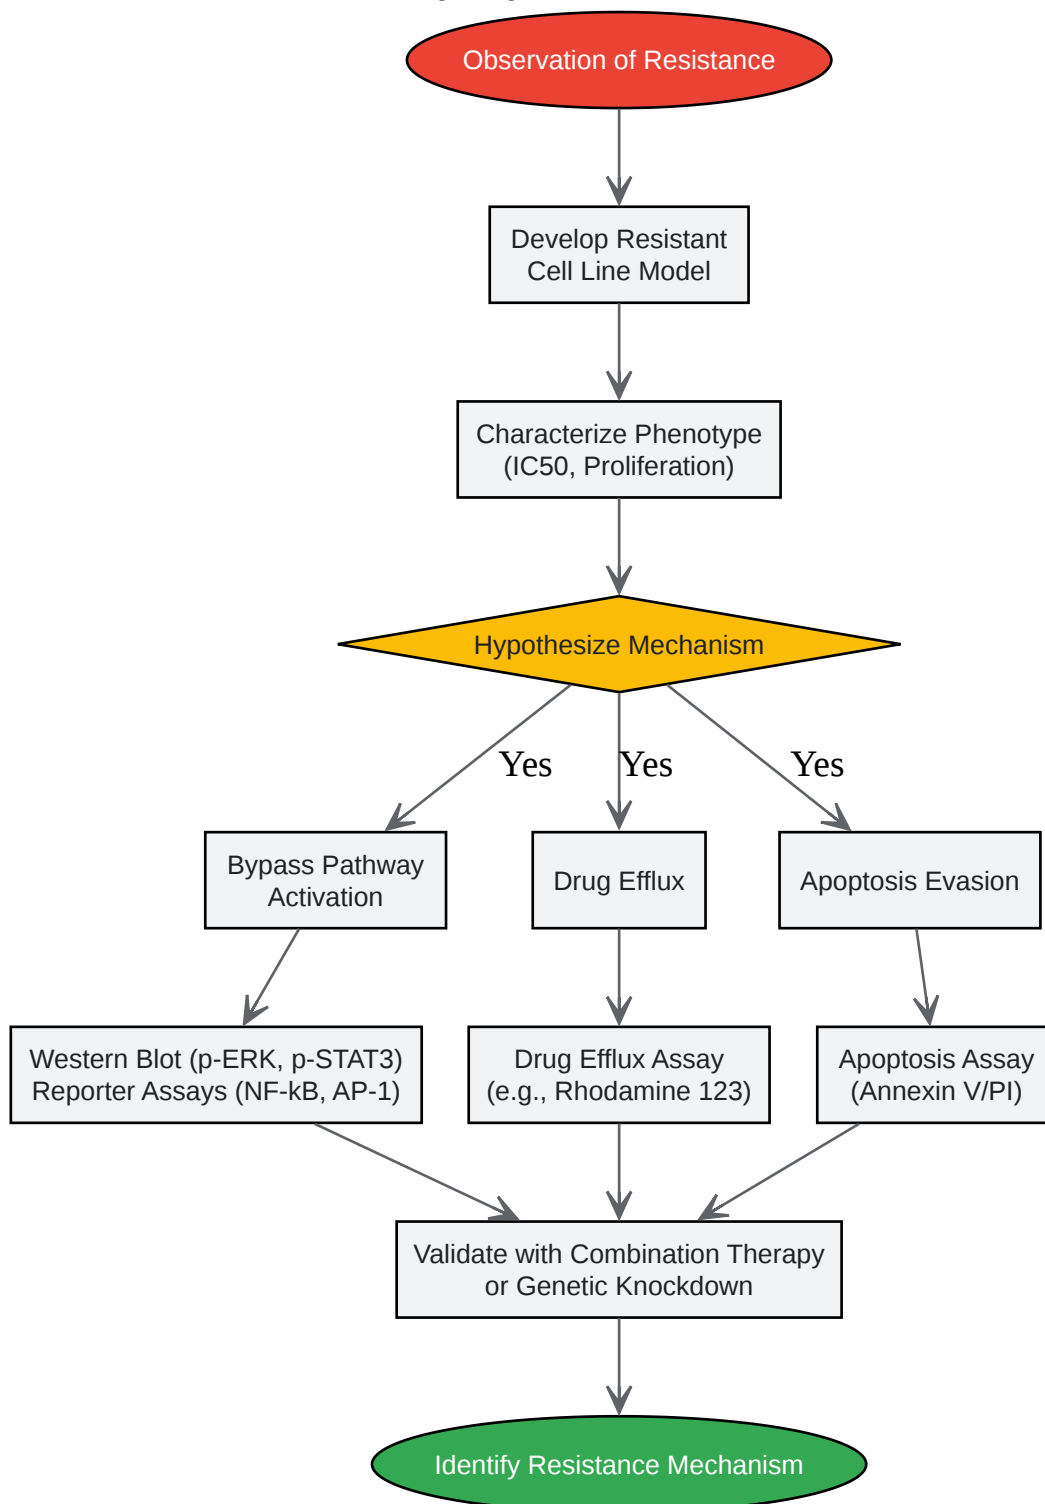 Observation of Resistance
Develop Resistant
Cell Line Model
Characterize Phenotype
(IC50, Proliferation)
Hypothesize Mechanism
Yes
Yes
Yes
Bypass Pathway
Activation
Drug Efflux
Apoptosis Evasion
Western Blot (p-ERK, p-STAT3)
Reporter Assays (NF-kB, AP-1)
Drug Efflux Assay
(e.g., Rhodamine 123)
Apoptosis Assay
(Annexin V/PI)
Validate with Combination Therapy
or Genetic Knockdown
Identify Resistance Mechanism